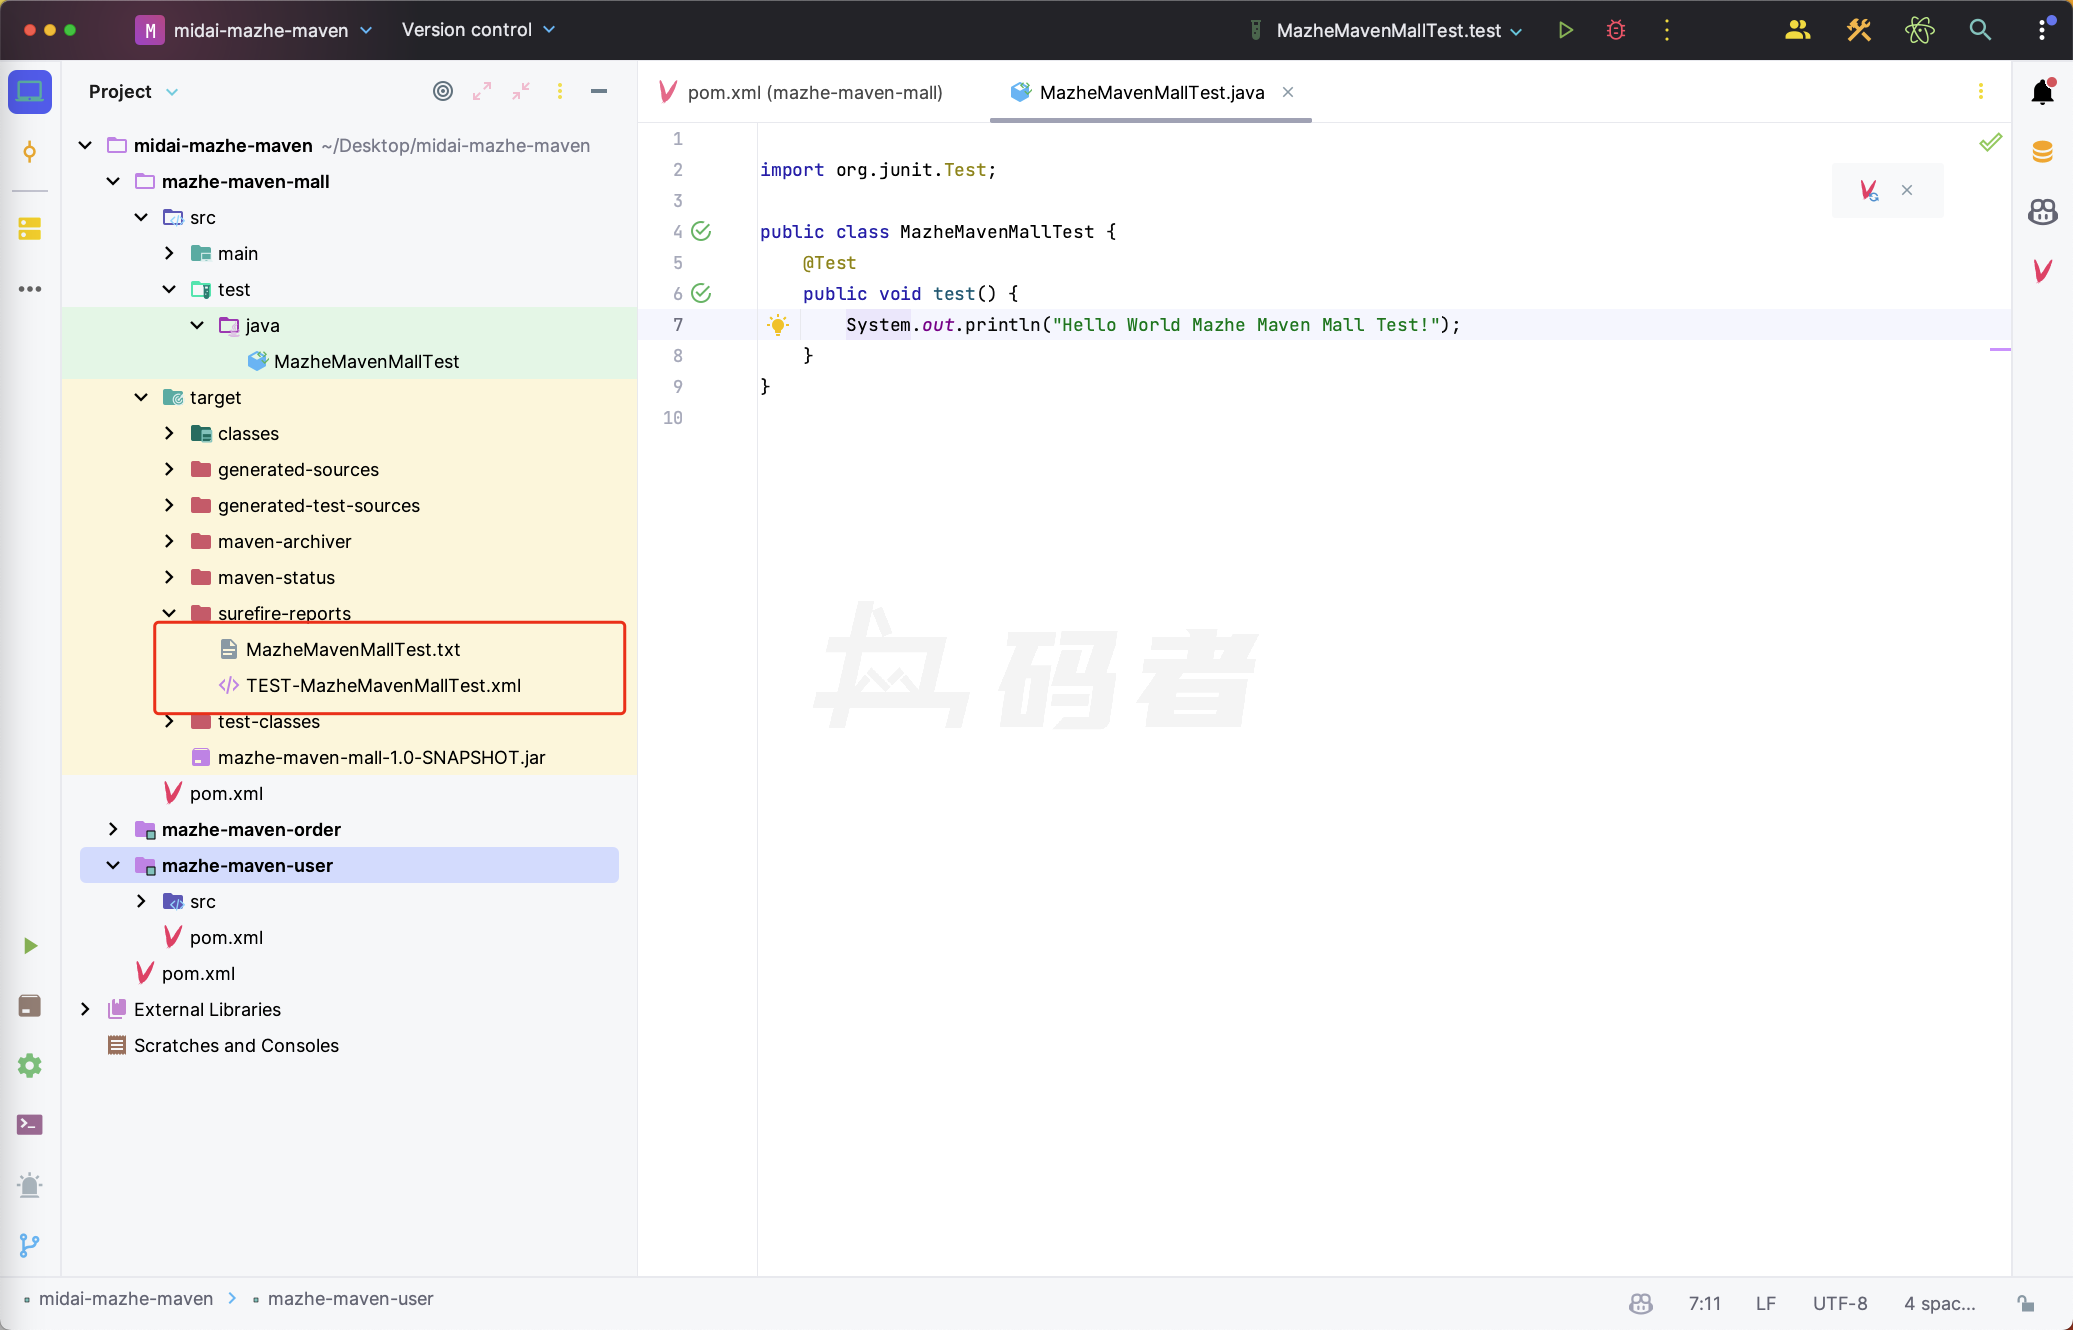 M midai-mazhe-maven Version control MazheMavenMallTest.test
Project
midai-mazhe-maven ~/Desktop/midai-mazhe-maven
mazhe-maven-mall
src
main
test
java
MazheMavenMallTest
target
classes
generated-sources
generated-test-sources
maven-archiver
maven-status
surefire-reports
MazheMavenMallTest.txt
TEST-MazheMavenMallTest.xml
test-classes
mazhe-maven-mall-1.0-SNAPSHOT.jar
pom.xml
mazhe-maven-order
mazhe-maven-user
src
pom.xml
pom.xml
External Libraries
Scratches and Consoles
pom.xml (mazhe-maven-mall) MazheMavenMallTest.java
1
2 import org.junit.Test;
3
4 public class MazheMavenMallTest {
5 @Test
6 public void test() {
7 System.out.println("Hello World Mazhe Maven Mall Test!");
8 }
9 }
10
码者
midai-mazhe-maven > mazhe-maven-user
7:11 LF UTF-8 4 spac...